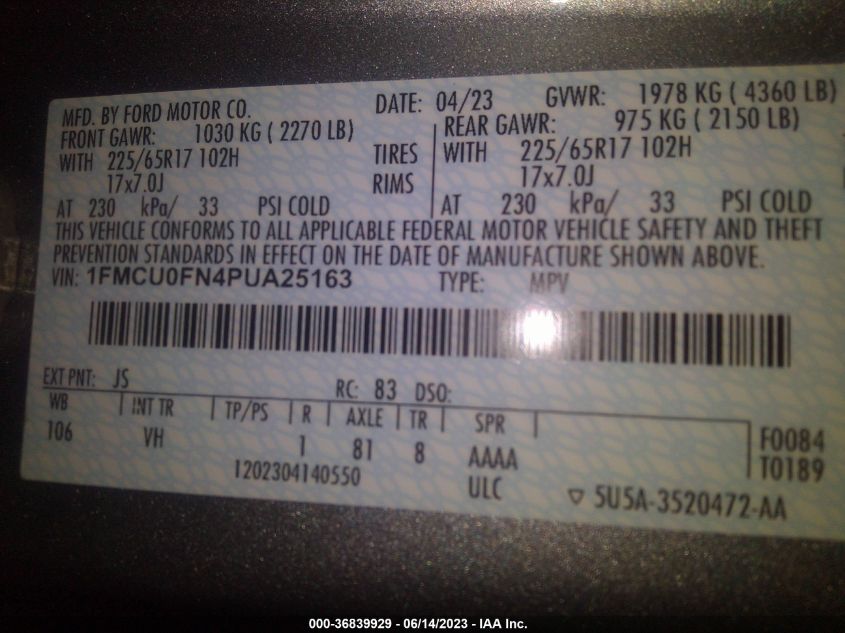 MFD. BY FORD MOTOR CO. DATE: 04/23 GVWR: 1978 KG ( 4360 LB)
FRONT GAWR: 1030 KG ( 2270 LB) REAR GAWR: 975 KG ( 2150 LB)
WITH 225/65R17 102H TIRES WITH 225/65R17 102H
17x7.0J RIMS 17x7.0J
AT 230 kPa/ 33 PSI COLD AT 230 kPa/ 33 PSI COLD
THIS VEHICLE CONFORMS TO ALL APPLICABLE FEDERAL MOTOR VEHICLE SAFETY AND THEFT
PREVENTION STANDARDS IN EFFECT ON THE DATE OF MANUFACTURE SHOWN ABOVE.
VIN: 1FMCU0FN4PUA25163 TYPE: MPV
EXT PNT: JS RC: 83 DSO:
WB INT TR TP/PS R AXLE TR SPR
106 VH 1 81 8 AAAA F0084
1202304140550 ULC T0189
5U5A-3520472-AA
000-36839929 - 06/14/2023 - IAA Inc.